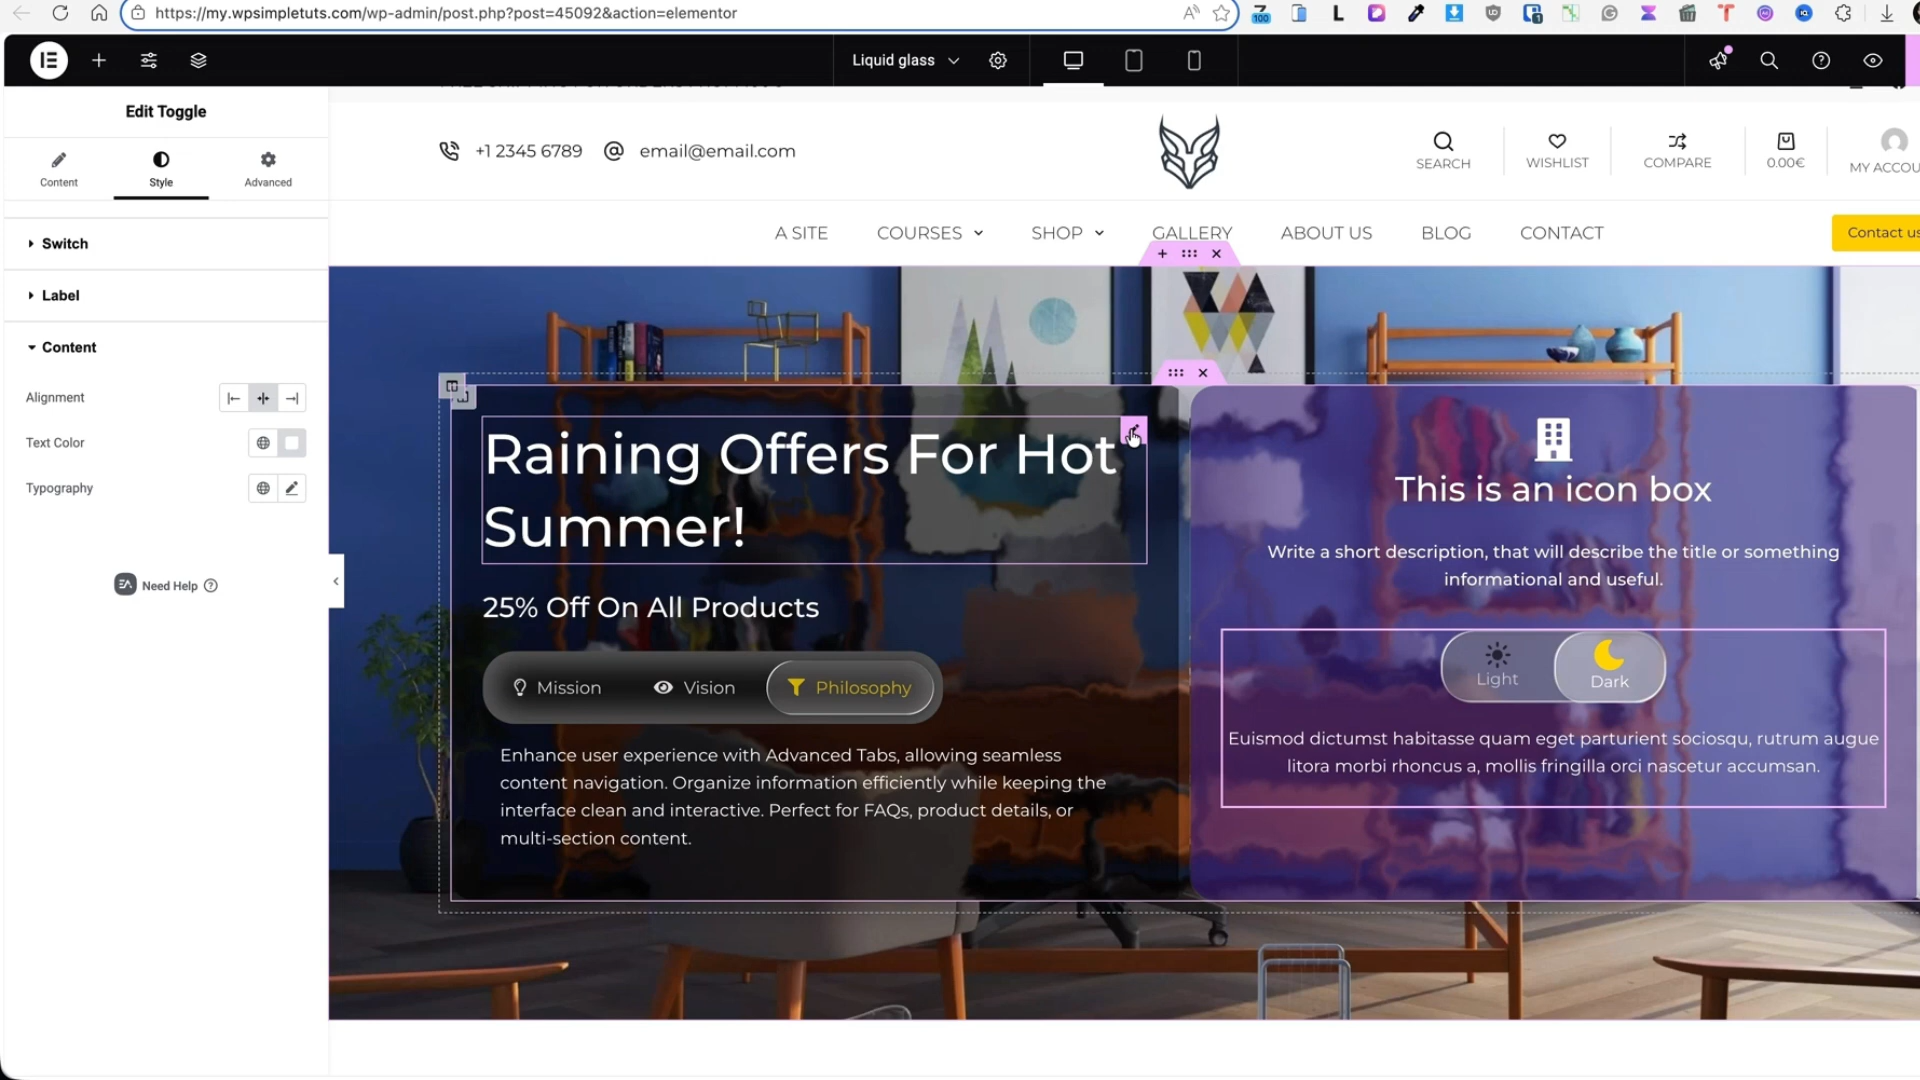 https://my.wpsimpletuts.com/wp-admin/post.php?post=45092&action=elementor
Liquid glass
Edit Toggle
Content
Style
Advanced
Switch
Label
Content
Alignment
Text Color
Typography
Need Help
+1 2345 6789
email@email.com
SEARCH
WISHLIST
COMPARE
0.00€
MY ACCOU
A SITE
COURSES
SHOP
GALLERY
ABOUT US
BLOG
CONTACT
Contact us
Raining Offers For Hot
Summer!
25% Off On All Products
Mission
Vision
Philosophy
Enhance user experience with Advanced Tabs, allowing seamless
content navigation. Organize information efficiently while keeping the
interface clean and interactive. Perfect for FAQs, product details, or
multi-section content.
This is an icon box
Write a short description, that will describe the title or something
informational and useful.
Light
Dark
Euismod dictumst habitasse quam eget parturient sociosqu, rutrum augue
litora morbi rhoncus a, mollis fringilla orci nascetur accumsan.